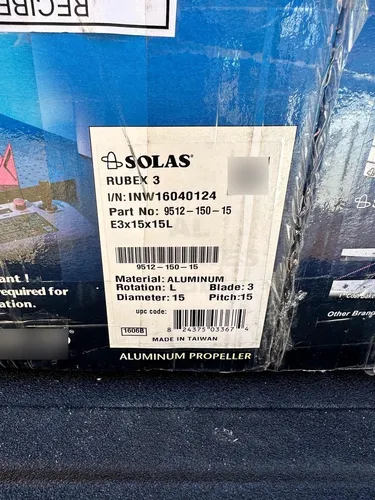 RECIBE
SOLAS®
RUBEX 3
I/N: INW16040124
Part No: 9512-150-15
E3x15x15L
9512-150-15
Material: ALUMINUM
Rotation: L Blade: 3
Diameter: 15 Pitch:15
upc code:
1606B
8 24375 03367 4
MADE IN TAIWAN
ALUMINUM PROPELLER
ant !
equired for
ation.
Other Bran